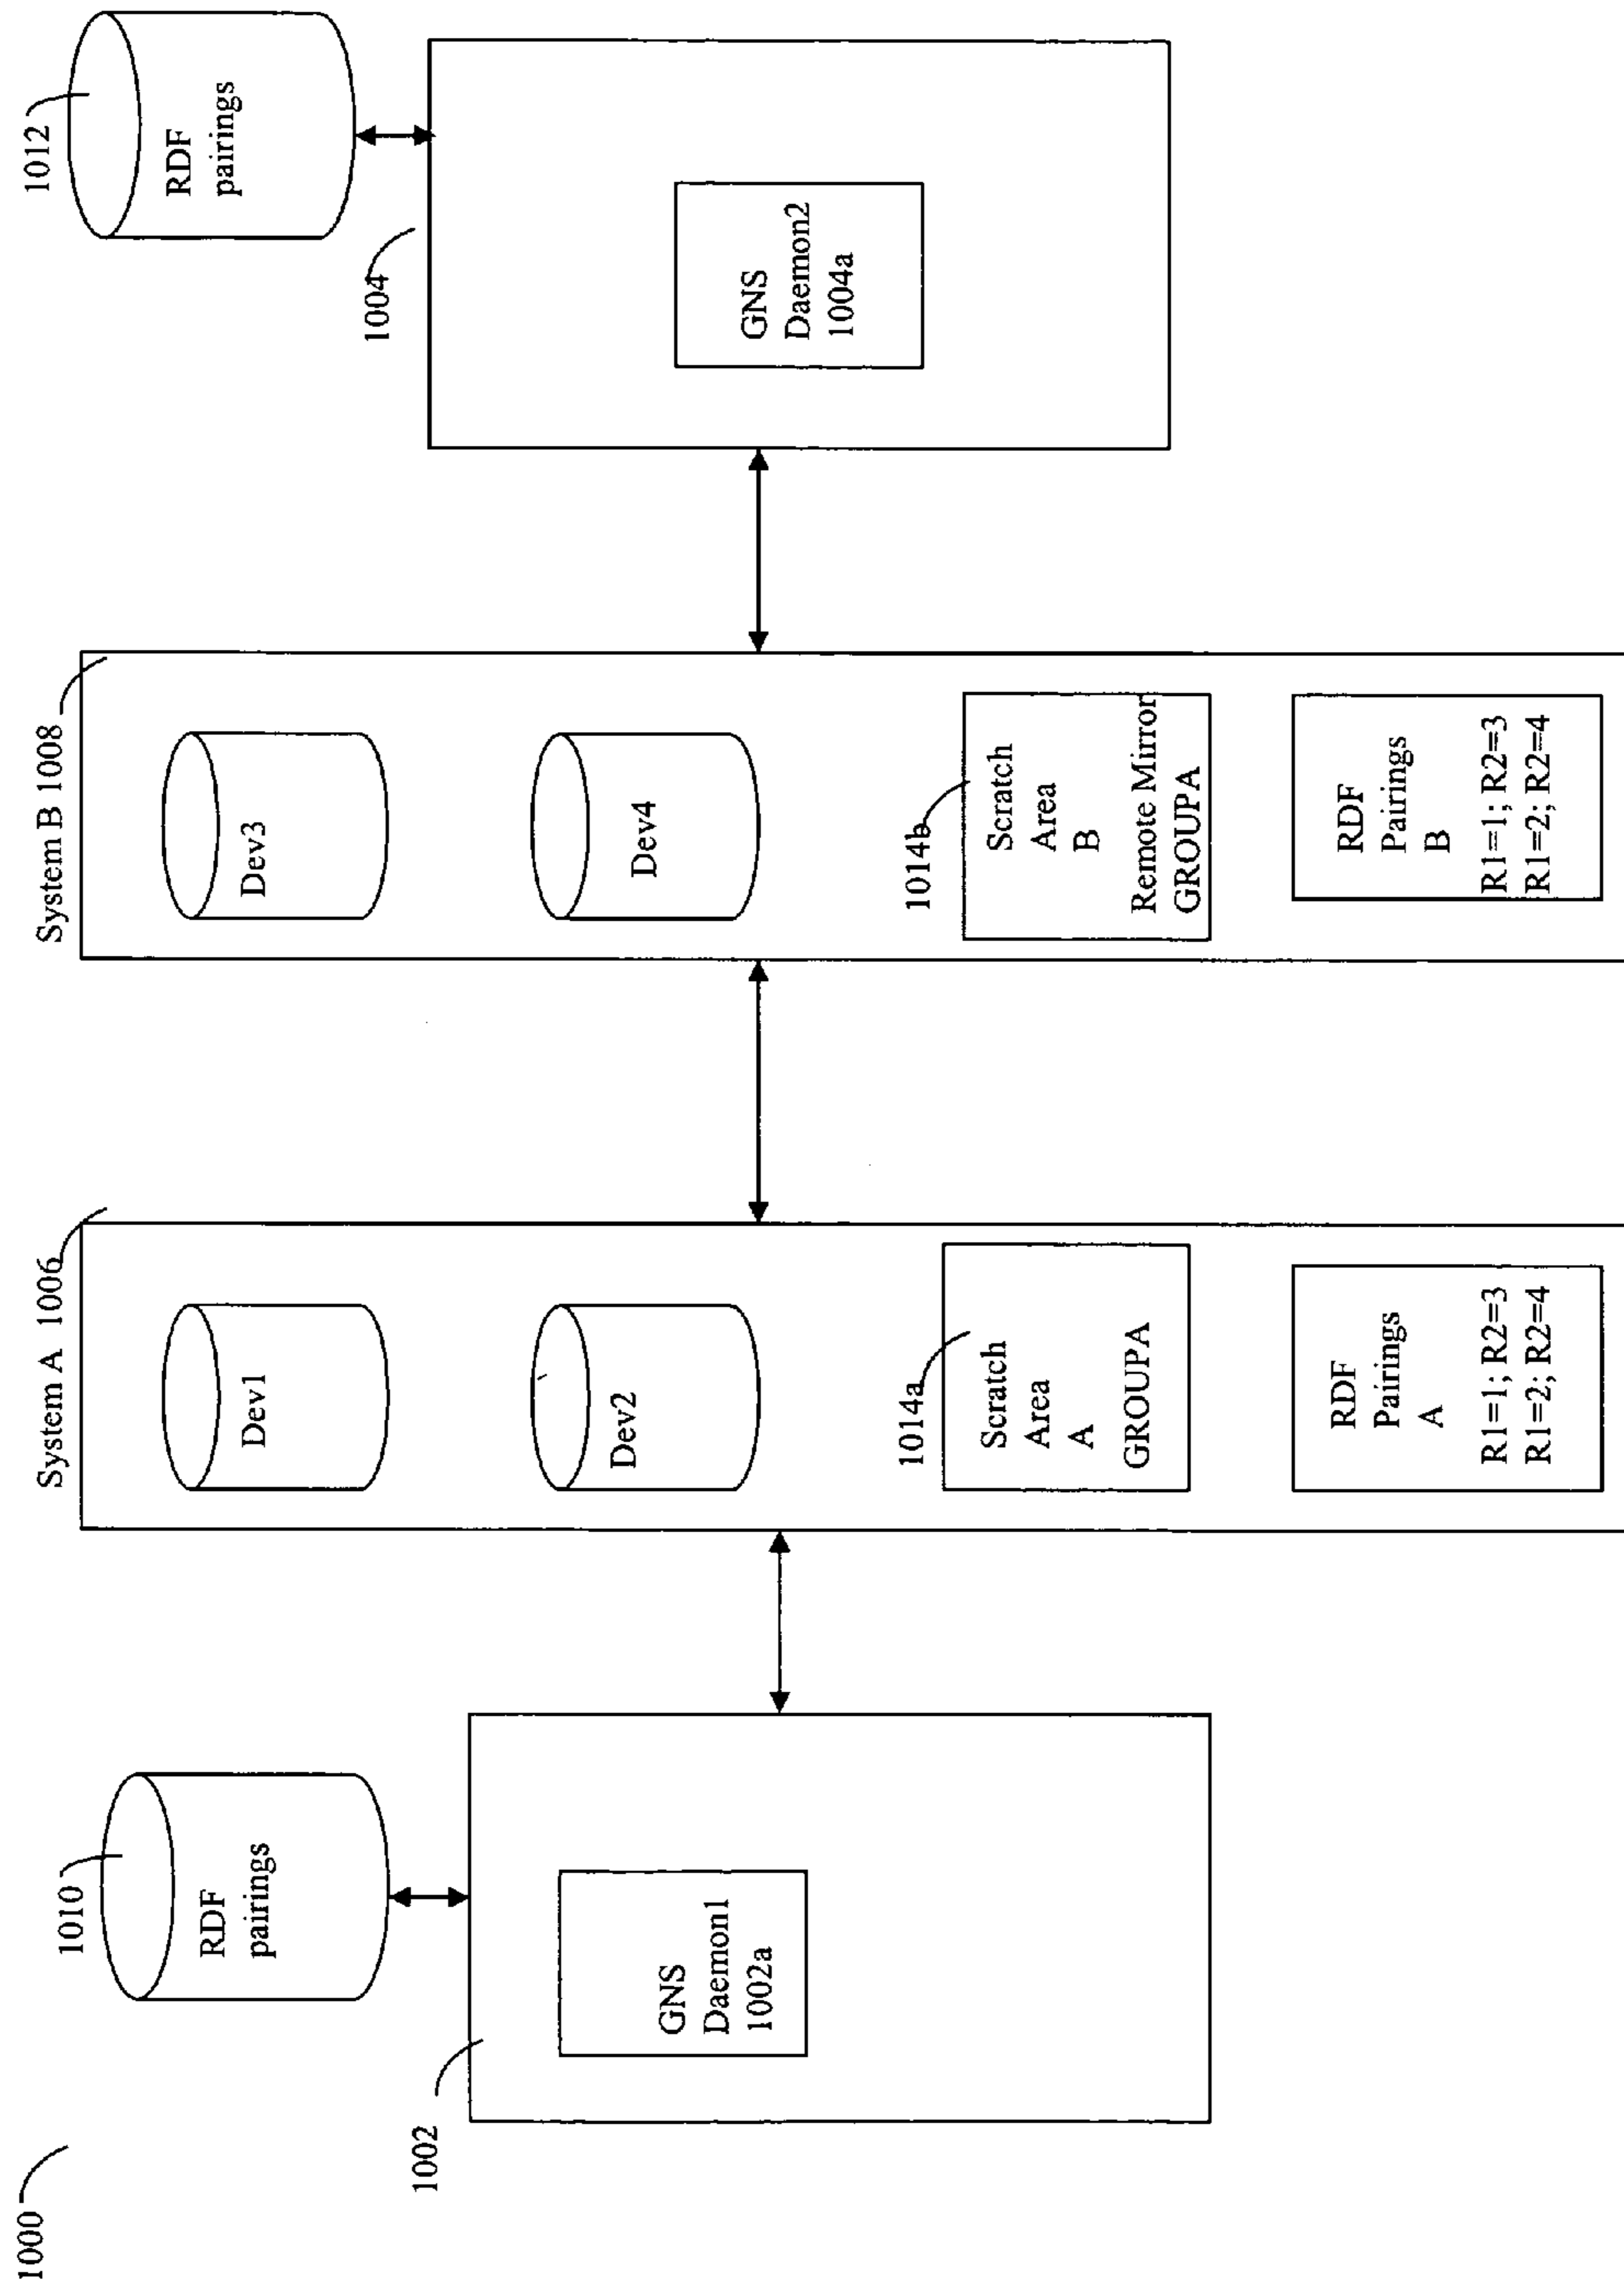 1000
1002
1010
RDF
pairings
GNS
Daemon1
1002a
System A 1006
Dev1
Dev2
1014a
Scratch
Area
A
GROUPA
RDF
Pairings
A
R1=1; R2=3
R1=2; R2=4
System B 1008
Dev3
Dev4
1014b
Scratch
Area
B
Remote Mirror
GROUPA
RDF
Pairings
B
R1=1; R2=3
R1=2; R2=4
1004
1012
RDF
pairings
GNS
Daemon2
1004a